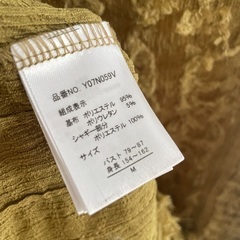 品番NO. Y07N059V
組成表示
基布 ポリエステル 95%
ポリウレタン 5%
シャギー部分
ポリエステル 100%
サイズ
バスト 79~87
身長 154~162
M